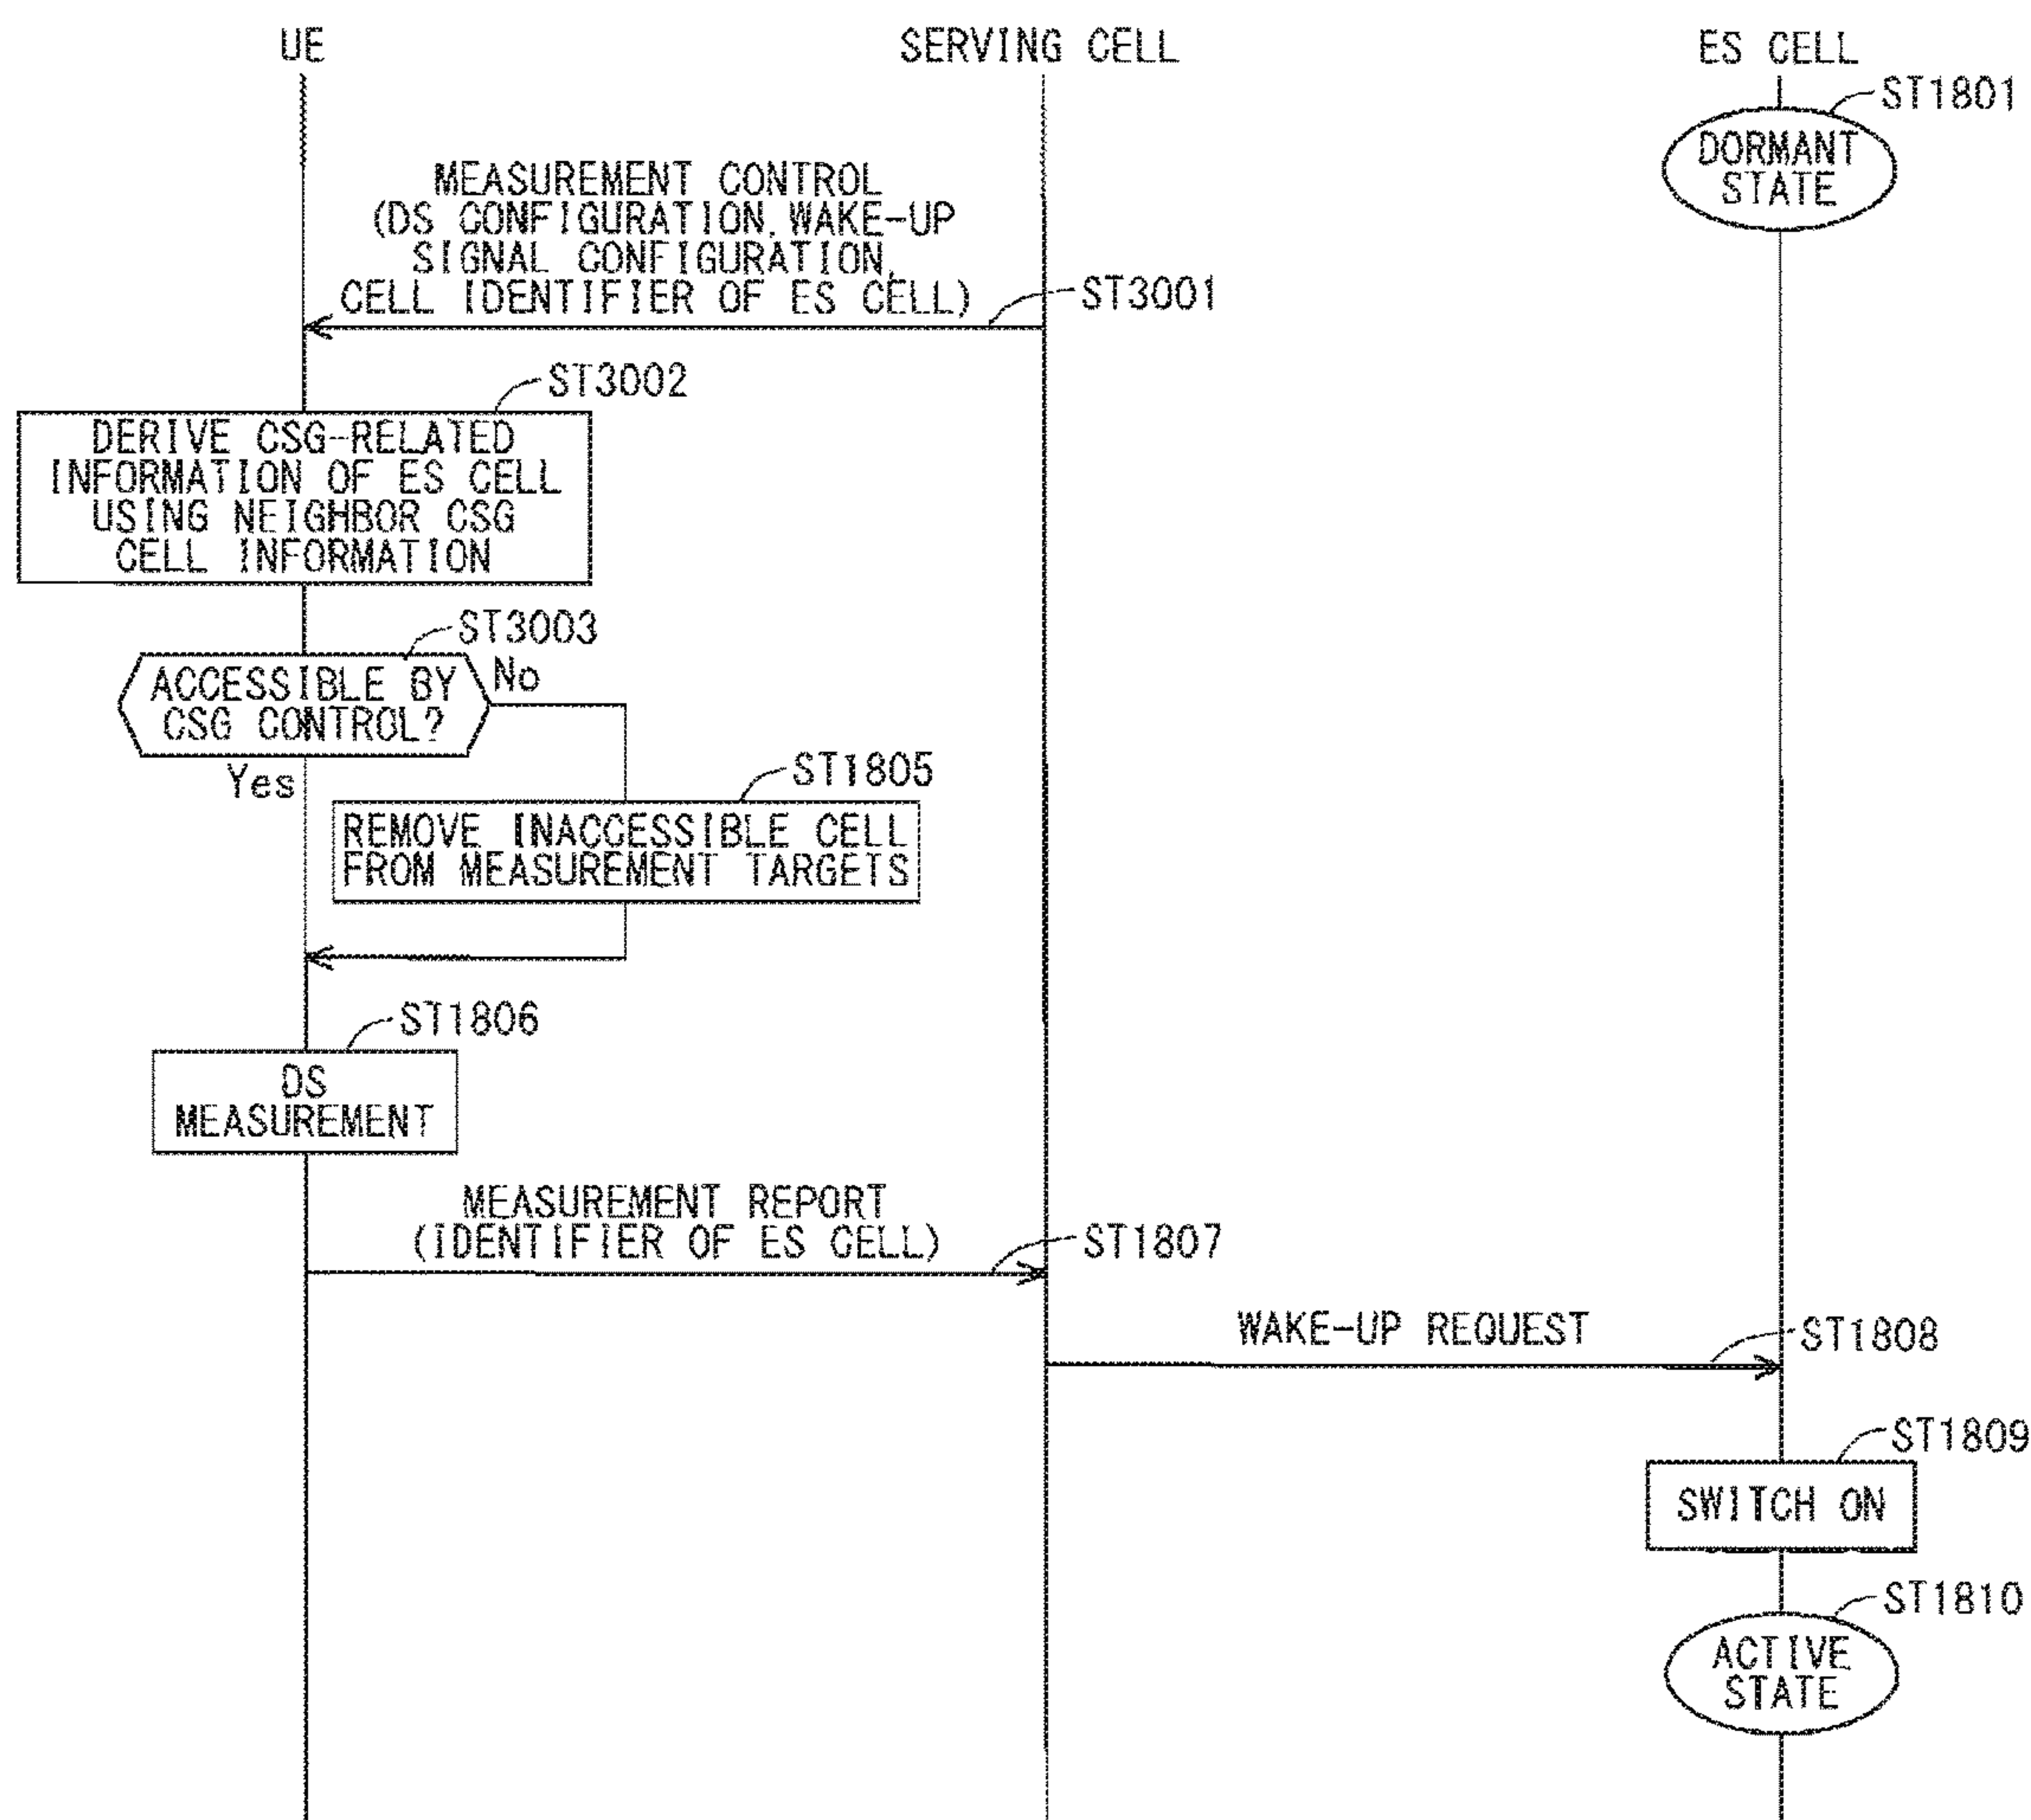 UE
SERVING CELL
ES CELL
ST1801
DORMANT
STATE
MEASUREMENT CONTROL
(DS CONFIGURATION, WAKE-UP
SIGNAL CONFIGURATION,
CELL IDENTIFIER OF ES CELL)
ST3001
ST3002
DERIVE CSG-RELATED
INFORMATION OF ES CELL
USING NEIGHBOR CSG
CELL INFORMATION
ST3003
ACCESSIBLE BY
CSG CONTROL?
No
Yes
ST1805
REMOVE INACCESSIBLE CELL
FROM MEASUREMENT TARGETS
ST1806
DS
MEASUREMENT
MEASUREMENT REPORT
(IDENTIFIER OF ES CELL)
ST1807
WAKE-UP REQUEST
ST1808
ST1809
SWITCH ON
ST1810
ACTIVE
STATE